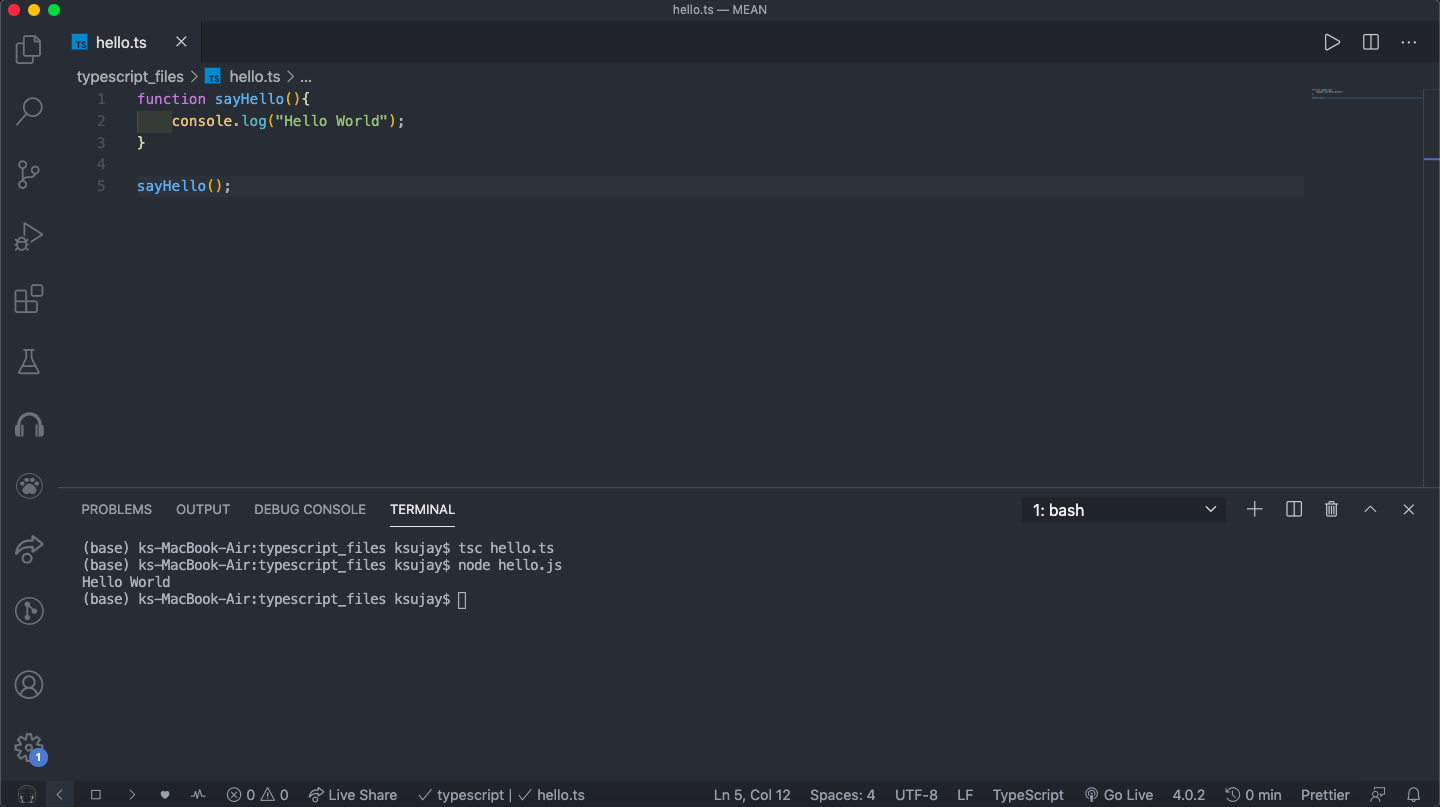 hello.ts — MEAN
TS hello.ts
typescript_files > TS hello.ts > ...
1 function sayHello(){
2     console.log("Hello World");
3 }
4
5 sayHello();
PROBLEMS OUTPUT DEBUG CONSOLE TERMINAL 1: bash
(base) ks-MacBook-Air:typescript_files ksujay$ tsc hello.ts
(base) ks-MacBook-Air:typescript_files ksujay$ node hello.js
Hello World
(base) ks-MacBook-Air:typescript_files ksujay$
1
0 0 Live Share typescript | hello.ts Ln 5, Col 12 Spaces: 4 UTF-8 LF TypeScript Go Live 4.0.2 0 min Prettier